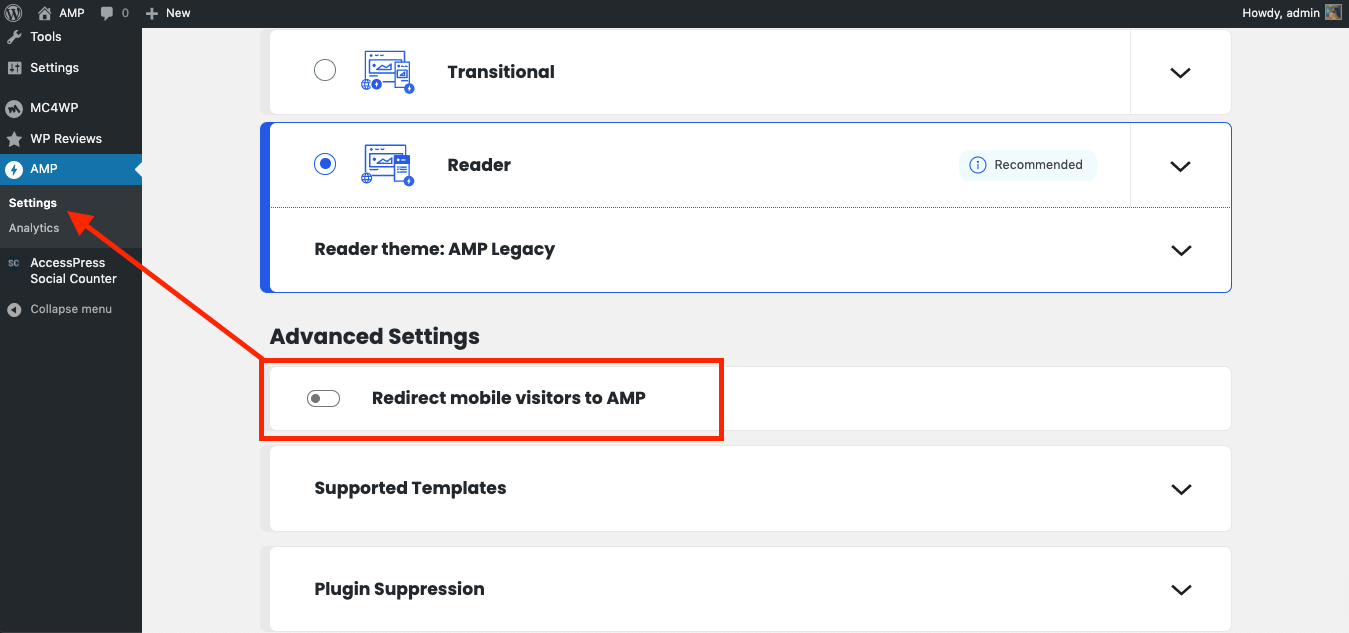 AMP 0 New Howdy, admin
Tools
Settings
MC4WP
WP Reviews
AMP
Settings
Analytics
SC AccessPress
Social Counter
Collapse menu
Transitional
Reader Recommended
Reader theme: AMP Legacy
Advanced Settings
Redirect mobile visitors to AMP
Supported Templates
Plugin Suppression